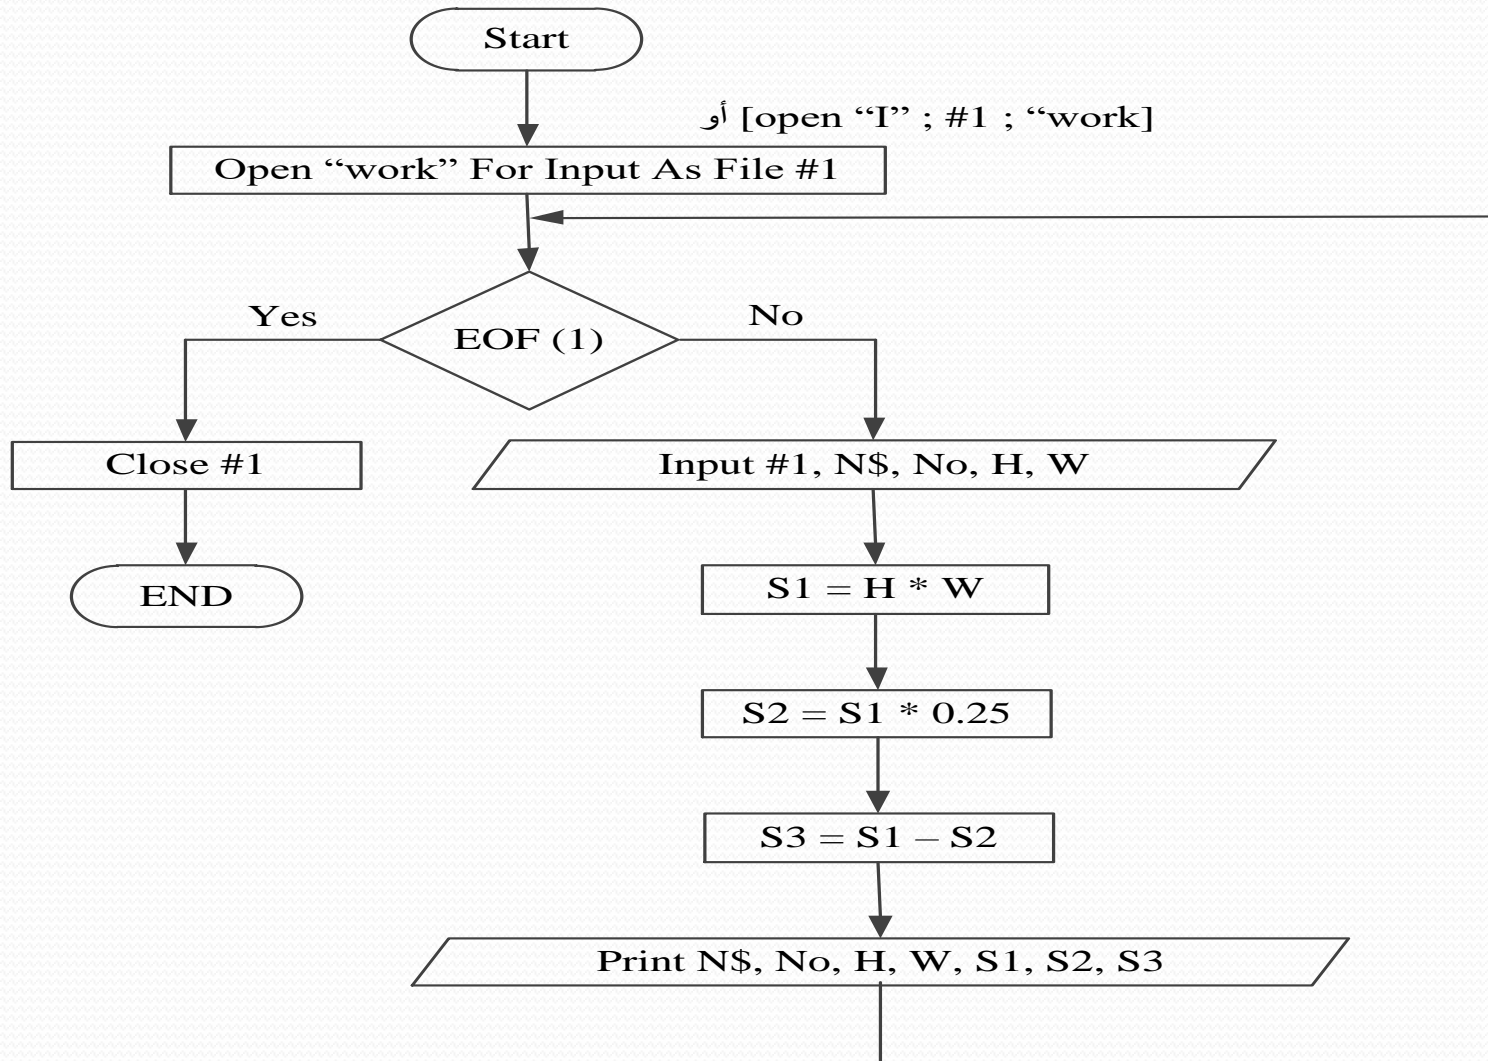 Start
أو [open “I” ; #1 ; “work]
Open “work” For Input As File #1
Yes
No
EOF (1)
Close #1
Input #1, N$, No, H, W
END
S1 = H * W
S2 = S1 * 0.25
S3 = S1 – S2
Print N$, No, H, W, S1, S2, S3